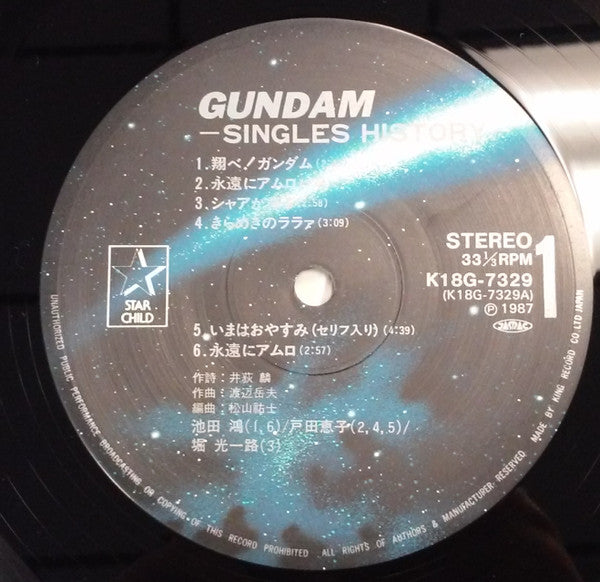 GUNDAM
—SINGLES HISTORY
1.翔べ!ガンダム(
2.永遠にアムロ
3.シャアが :58)
4.きらめきのララァ(3:09)
STEREO
33⅓RPM
K18G-7329
(K18G-7329A)
Ⓟ1987
1
STAR
CHILD
5.いまはおやすみ(セリフ入り)(4:39)
6.永遠にアムロ(2:57)
作詩:井荻 麟
作曲:渡辺岳夫
編曲:松山祐士
池田 鴻(1,6)/戸田恵子(2,4,5)/
堀 光一路(3)
UNAUTHORIZED PUBLIC PERFORMANCE BROADCASTING OR COPYING OF THIS RECORD PROHIBITED ALL RIGHTS OF AUTHORS & MANUFACTURER RESERVED. MADE BY KING RECORD CO LTD JAPAN